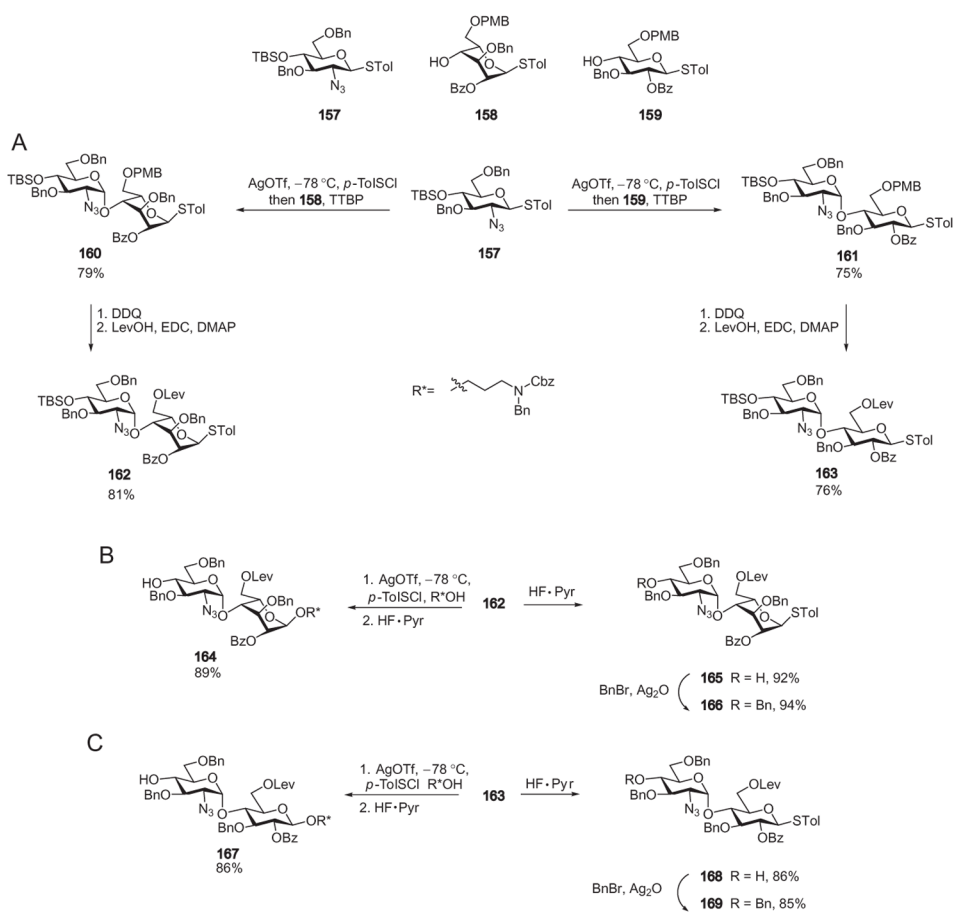 OBn
TBSO
O
BnO
STol
N3
157
OPMB
OBn
HO
O
STol
BzO
158
OPMB
HO
O
BnO
STol
OBz
159
A
OBn
TBSO
O
BnO
N3
O
OPMB
OBn
O
STol
BzO
160
79%
AgOTf, –78 °C, p-TolSCl
then 158, TTBP
OBn
TBSO
O
BnO
STol
N3
157
AgOTf, –78 °C, p-TolSCl
then 159, TTBP
OBn
TBSO
O
BnO
N3
O
OPMB
O
BnO
STol
OBz
161
75%
1. DDQ
2. LevOH, EDC, DMAP
1. DDQ
2. LevOH, EDC, DMAP
OBn
TBSO
O
BnO
N3
O
OLev
OBn
O
STol
BzO
162
81%
R*=
N
Cbz
Bn
OBn
TBSO
O
BnO
N3
O
OLev
O
BnO
STol
OBz
163
76%
B
OBn
HO
O
BnO
N3
O
OLev
OBn
O
OR*
BzO
164
89%
1. AgOTf, –78 °C,
p-TolSCl, R*OH
2. HF·Pyr
162
HF·Pyr
OBn
RO
O
BnO
N3
O
OLev
OBn
O
STol
BzO
165 R = H, 92%
BnBr, Ag2O
166 R = Bn, 94%
C
OBn
HO
O
BnO
N3
O
OLev
O
BnO
OR*
OBz
167
86%
1. AgOTf, –78 °C,
p-TolSCl R*OH
2. HF·Pyr
163
HF·Pyr
OBn
RO
O
BnO
N3
O
OLev
O
BnO
STol
OBz
168 R = H, 86%
BnBr, Ag2O
169 R = Bn, 85%